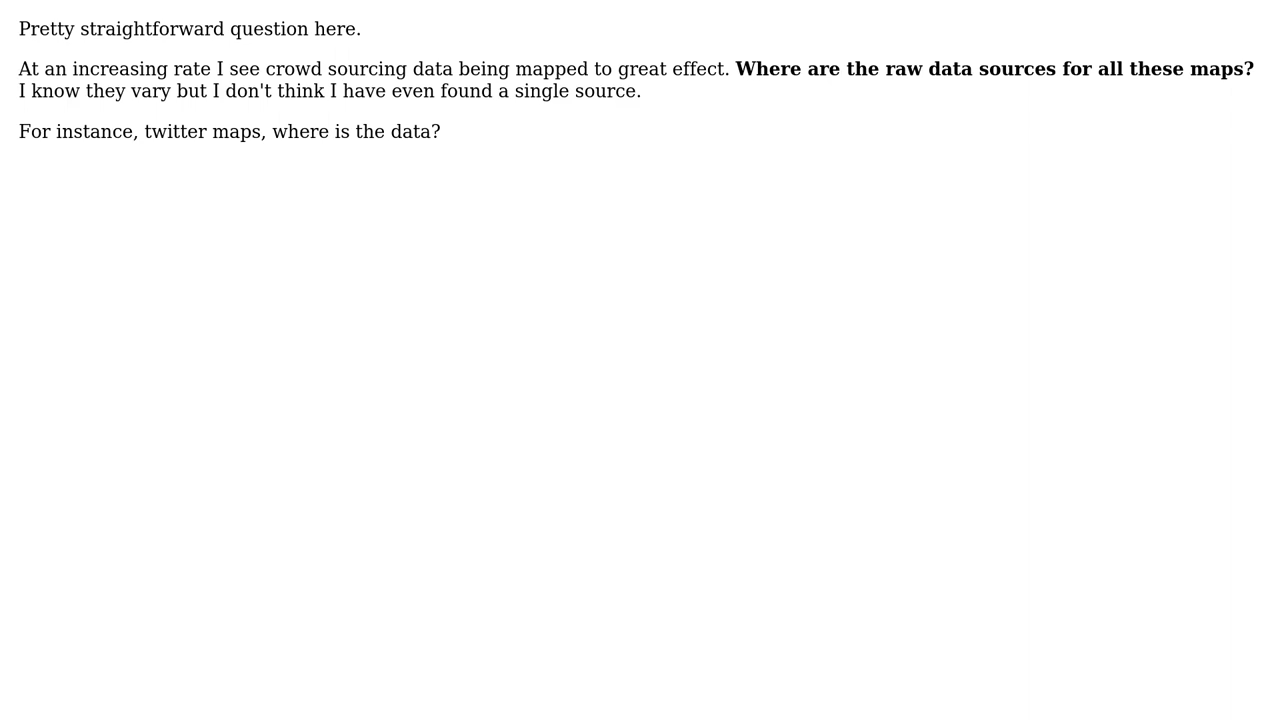 Pretty straightforward question here.
At an increasing rate I see crowd sourcing data being mapped to great effect. Where are the raw data sources for all these maps?
I know they vary but I don't think I have even found a single source.
For instance, twitter maps, where is the data?